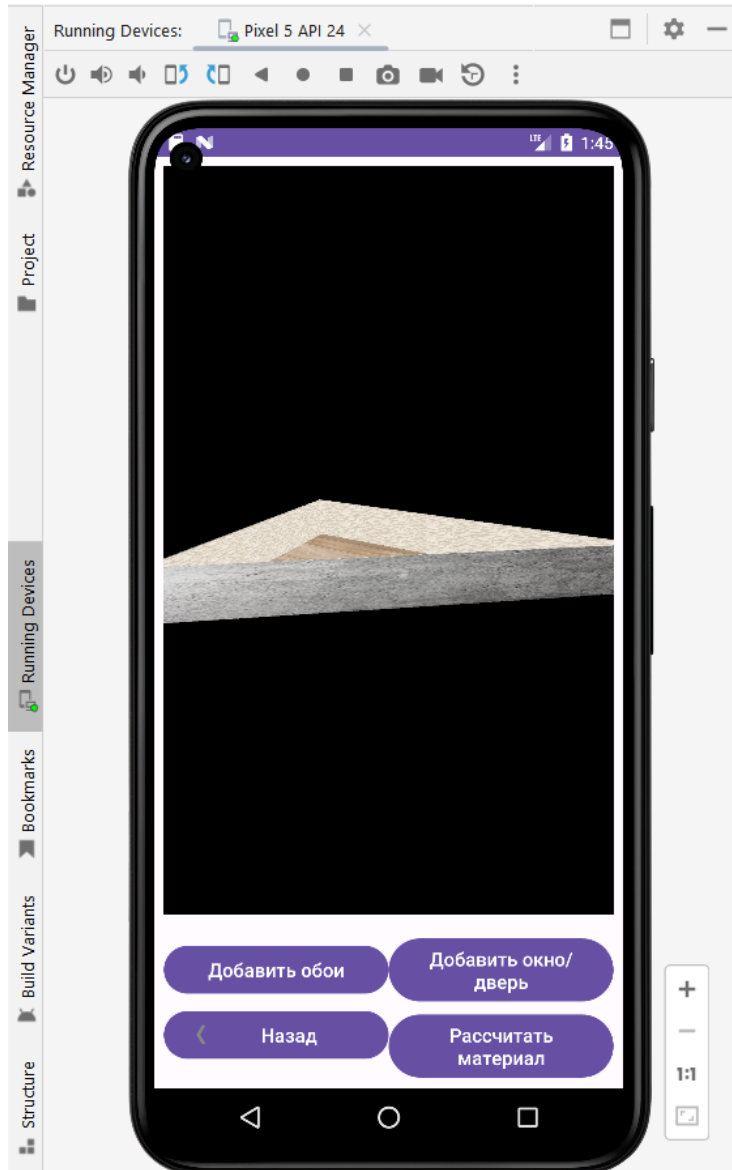 Running Devices:
Pixel 5 API 24
Resource Manager
Project
Running Devices
Bookmarks
Build Variants
Structure
LTE
1:45
Добавить обои
Добавить окно/
дверь
Назад
Рассчитать
материал
1:1